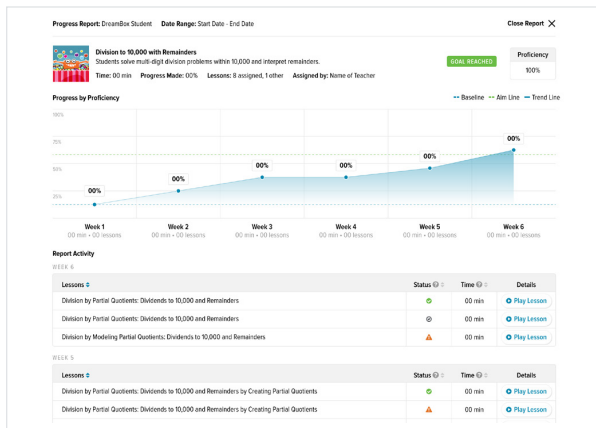 Progress Report: DreamBox Student Date Range: Start Date - End Date Close Report
Division to 10,000 with Remainders
Students solve multi-digit division problems within 10,000 and interpret remainders.
Time: 00 min Progress Made: 00% Lessons: 8 assigned, 1 other Assigned by: Name of Teacher
GOAL REACHED
Proficiency
100%
Progress by Proficiency
Baseline Aim Line Trend Line
100%
75%
50%
25%
00%
00%
00%
00%
00%
00%
Week 1 Week 2 Week 3 Week 4 Week 5 Week 6
00 min • 00 lessons 00 min • 00 lessons 00 min • 00 lessons 00 min • 00 lessons 00 min • 00 lessons 00 min • 00 lessons
Report Activity
WEEK 6
Lessons Status Time Details
Division by Partial Quotients: Dividends to 10,000 and Remainders 00 min Play Lesson
Division by Partial Quotients: Dividends to 10,000 and Remainders 00 min Play Lesson
Division by Modeling Partial Quotients: Dividends to 10,000 and Remainders 00 min Play Lesson
WEEK 5
Lessons Status Time Details
Division by Partial Quotients: Dividends to 10,000 and Remainders by Creating Partial Quotients 00 min Play Lesson
Division by Partial Quotients: Dividends to 10,000 and Remainders by Creating Partial Quotients 00 min Play Lesson